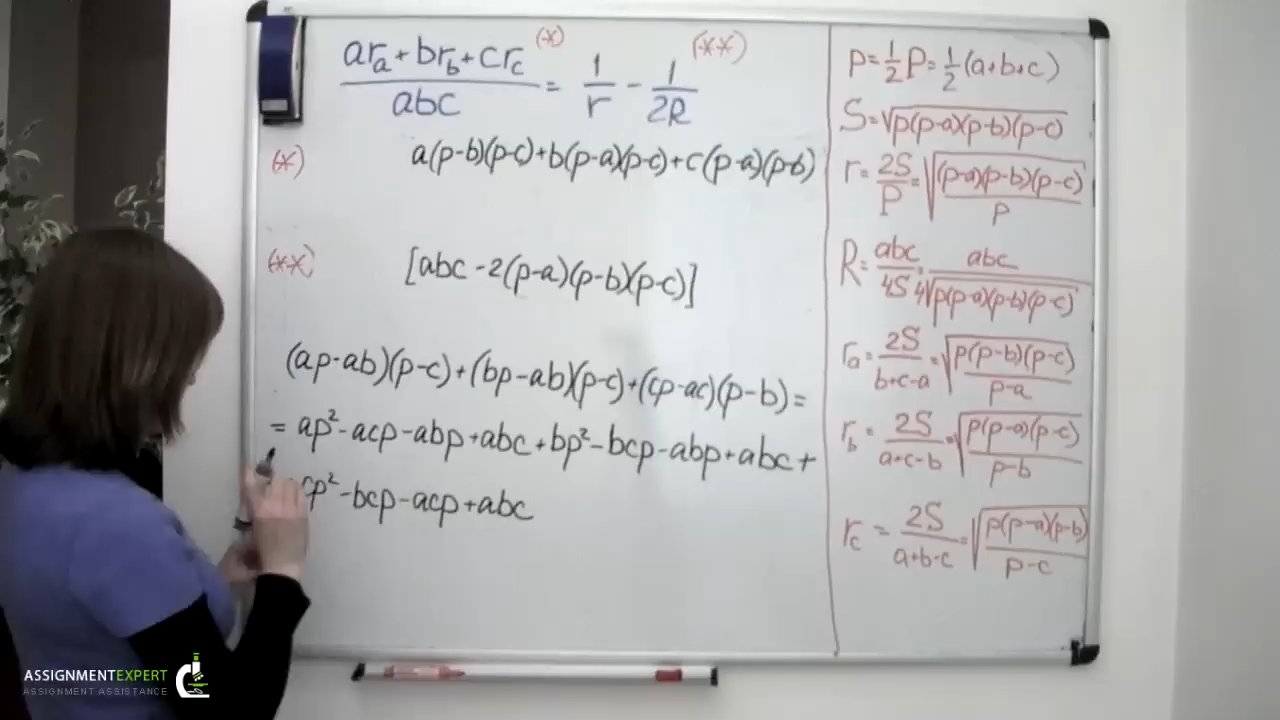 (ar_a + br_b + cr_c)/(abc) (*) = 1/r - 1/(2R) (**)
(*) a(p-b)(p-c)+b(p-a)(p-c)+c(p-a)(p-b)
(**) [abc-2(p-a)(p-b)(p-c)]
(ap-ab)(p-c)+(bp-ab)(p-c)+(cp-ac)(p-b)=
= ap²-acp-abp+abc+bp²-bcp-abp+abc+
cp²-bcp-acp+abc
p=1/2 P=1/2 (a+b+c)
S=√(p(p-a)(p-b)(p-c))
r=2S/P=√((p-a)(p-b)(p-c)/p)
R=abc/4S=abc/(4√(p(p-a)(p-b)(p-c)))
r_a=2S/(b+c-a)=√(p(p-b)(p-c)/(p-a))
r_b=2S/(a+c-b)=√(p(p-a)(p-c)/(p-b))
r_c=2S/(a+b-c)=√(p(p-a)(p-b)/(p-c))
ASSIGNMENTEXPERT
ASSIGNMENT ASSISTANCE